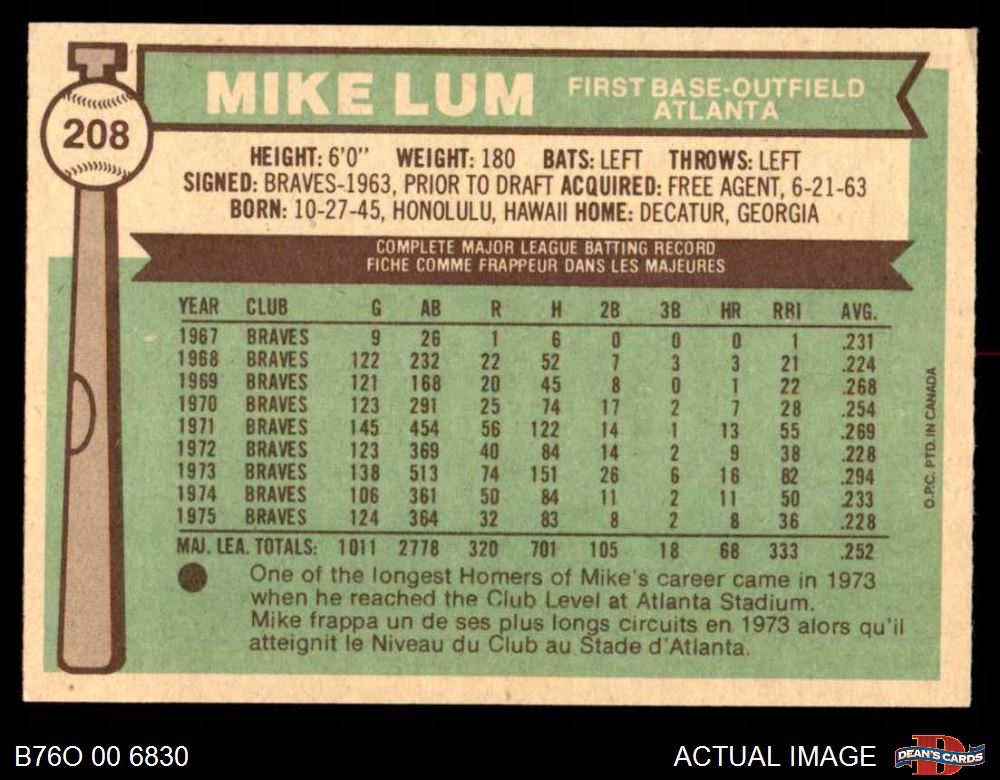 208
MIKE LUM
FIRST BASE-OUTFIELD
ATLANTA
HEIGHT: 6'0" WEIGHT: 180 BATS: LEFT THROWS: LEFT
SIGNED: BRAVES-1963, PRIOR TO DRAFT ACQUIRED: FREE AGENT, 6-21-63
BORN: 10-27-45, HONOLULU, HAWAII HOME: DECATUR, GEORGIA
COMPLETE MAJOR LEAGUE BATTING RECORD
FICHE COMME FRAPPEUR DANS LES MAJEURES
YEAR CLUB G AB R H 2B 3B HR RBI AVG.
1967 BRAVES 9 26 1 6 0 0 0 1 .231
1968 BRAVES 122 232 22 52 7 3 3 21 .224
1969 BRAVES 121 168 20 45 8 0 1 22 .268
1970 BRAVES 123 291 25 74 17 2 7 28 .254
1971 BRAVES 145 454 56 122 14 1 13 55 .269
1972 BRAVES 123 369 40 84 14 2 9 38 .228
1973 BRAVES 138 513 74 151 26 6 16 82 .294
1974 BRAVES 106 361 50 84 11 2 11 50 .233
1975 BRAVES 124 364 32 83 8 2 8 36 .228
MAJ. LEA. TOTALS: 1011 2778 320 701 105 18 68 333 .252
One of the longest Homers of Mike's career came in 1973
when he reached the Club Level at Atlanta Stadium.
Mike frappa un de ses plus longs circuits en 1973 alors qu'il
atteignit le Niveau du Club au Stade d'Atlanta.
O.P.C. PTD. IN CANADA
B76O 00 6830
ACTUAL IMAGE
DEAN'S CARDS